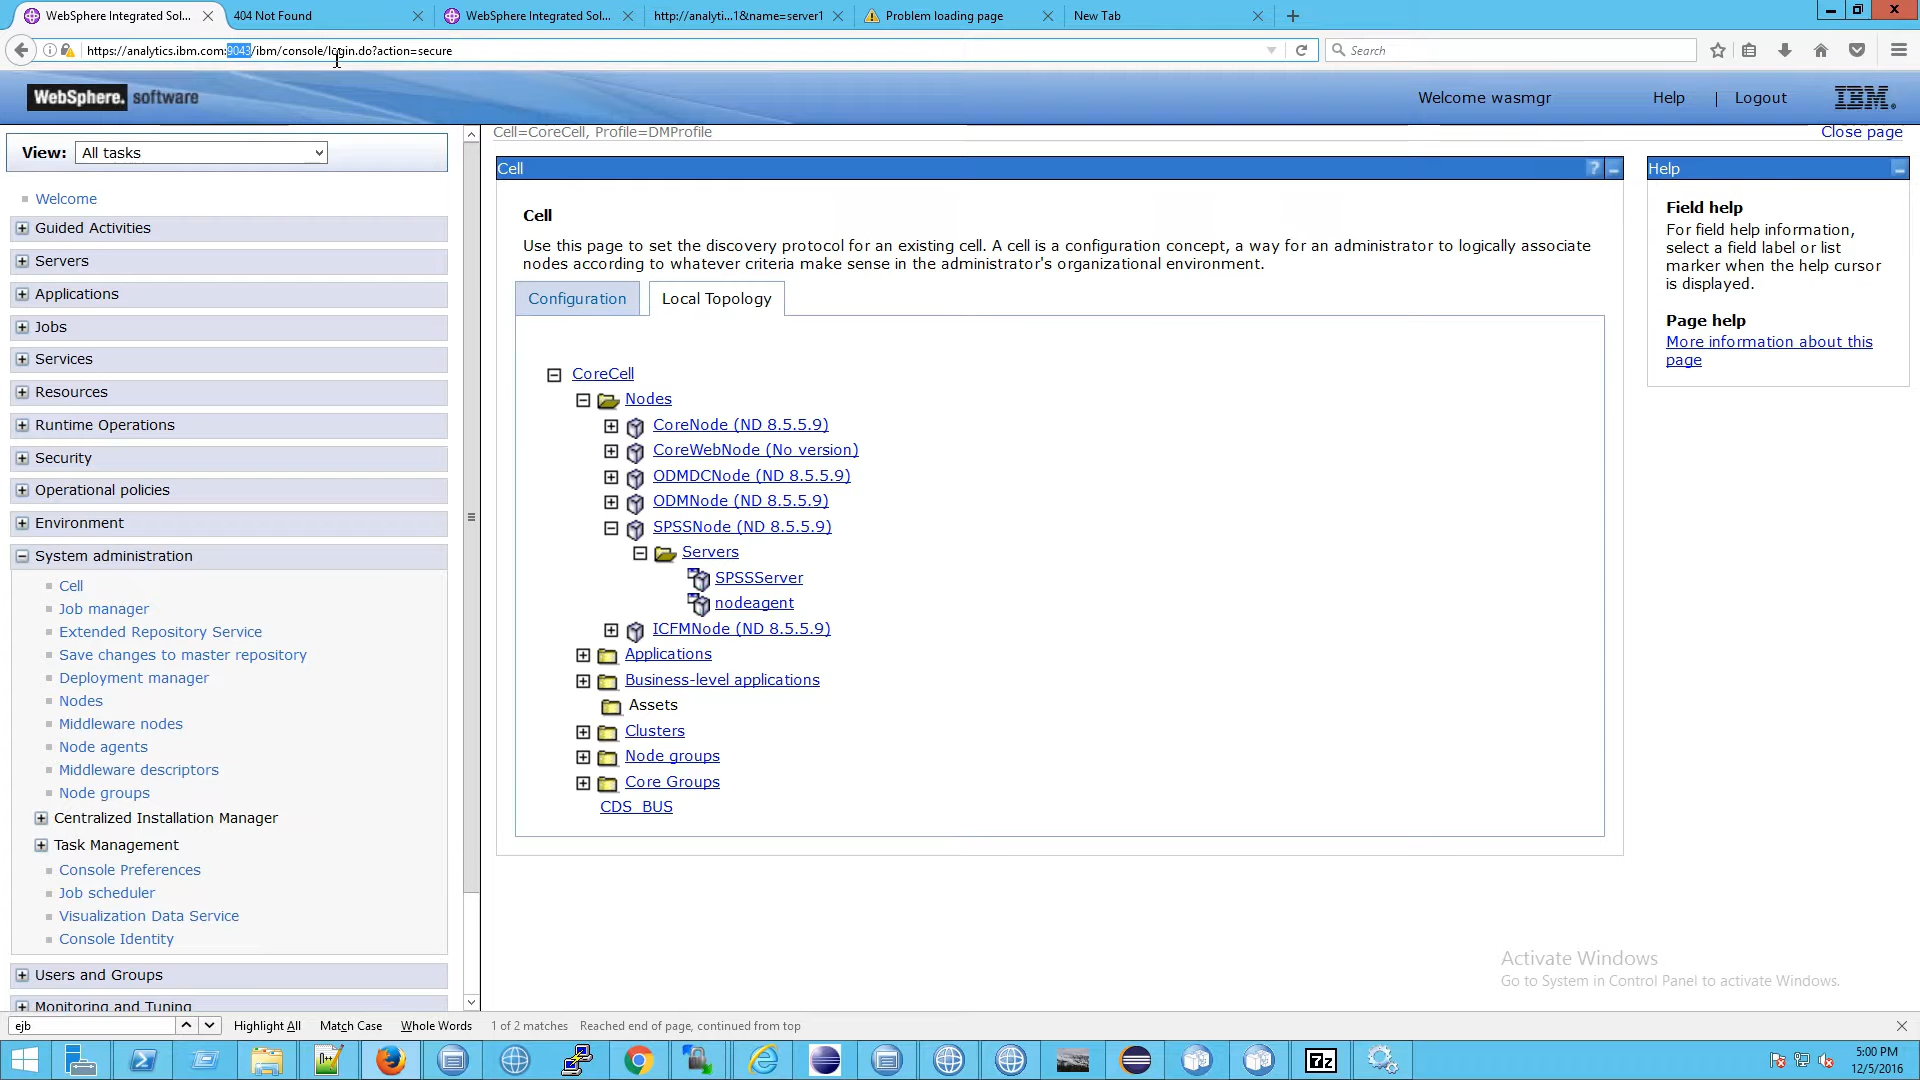 WebSphere Integrated Sol...
404 Not Found
WebSphere Integrated Sol...
http://analyti...1&name=server1
Problem loading page
New Tab
https://analytics.ibm.com:9043/ibm/console/login.do?action=secure
Search
WebSphere. software
Welcome wasmgr
Help
|
Logout
IBM.
View:
All tasks
Welcome
Guided Activities
Servers
Applications
Jobs
Services
Resources
Runtime Operations
Security
Operational policies
Environment
System administration
Cell
Job manager
Extended Repository Service
Save changes to master repository
Deployment manager
Nodes
Middleware nodes
Node agents
Middleware descriptors
Node groups
Centralized Installation Manager
Task Management
Console Preferences
Job scheduler
Visualization Data Service
Console Identity
Users and Groups
Monitoring and Tuning
Cell=CoreCell, Profile=DMProfile
Close page
Cell
?
Cell
Use this page to set the discovery protocol for an existing cell. A cell is a configuration concept, a way for an administrator to logically associate
nodes according to whatever criteria make sense in the administrator's organizational environment.
Configuration
Local Topology
CoreCell
Nodes
CoreNode (ND 8.5.5.9)
CoreWebNode (No version)
ODMDCNode (ND 8.5.5.9)
ODMNode (ND 8.5.5.9)
SPSSNode (ND 8.5.5.9)
Servers
SPSSServer
nodeagent
ICFMNode (ND 8.5.5.9)
Applications
Business-level applications
Assets
Clusters
Node groups
Core Groups
CDS_BUS
Help
Field help
For field help information,
select a field label or list
marker when the help cursor
is displayed.
Page help
More information about this
page
Activate Windows
Go to System in Control Panel to activate Windows.
ejb
Highlight All
Match Case
Whole Words
1 of 2 matches
Reached end of page, continued from top
7z
5:00 PM
12/5/2016